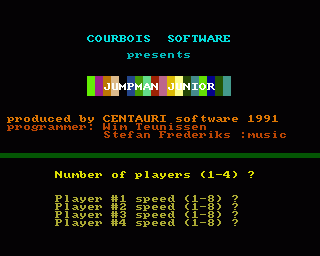 COURBOIS SOFTWARE
presents
JUMPMAN JUNIOR
produced by CENTAURI software 1991
programmer: Wim Teunissen
Stefan Frederiks :music
Number of players (1-4) ?
Player #1 speed (1-8) ?
Player #2 speed (1-8) ?
Player #3 speed (1-8) ?
Player #4 speed (1-8) ?